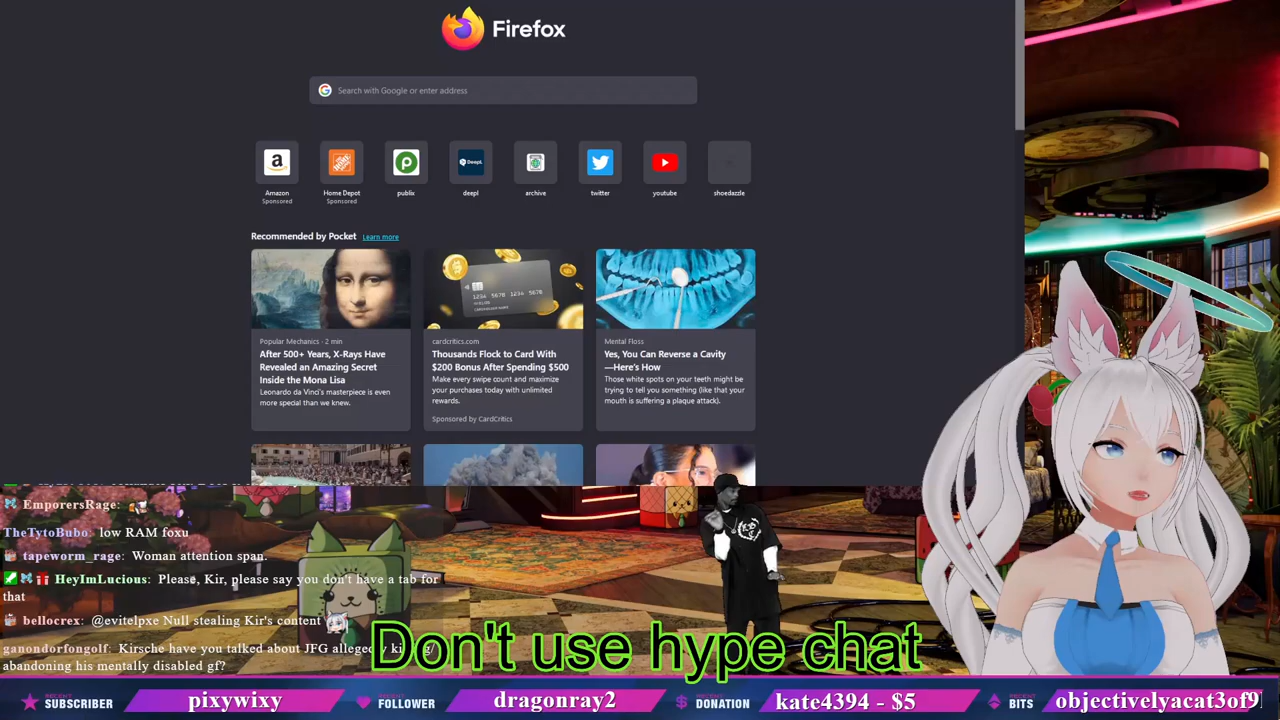 Firefox
Search with Google or enter address
Amazon
Sponsored
Home Depot
Sponsored
publix
deepl
archive
twitter
youtube
shoedazzle
Recommended by Pocket Learn more
Popular Mechanics · 2 min
After 500+ Years, X-Rays Have
Revealed an Amazing Secret
Inside the Mona Lisa
Leonardo da Vinci's masterpiece is even
more special than we knew.
cardcritics.com
Thousands Flock to Card With
$200 Bonus After Spending $500
Make every swipe count and maximize
your purchases today with unlimited
rewards.
Sponsored by CardCritics
Mental Floss
Yes, You Can Reverse a Cavity
—Here's How
Those white spots on your teeth might be
trying to tell you something (like that your
mouth is suffering a plaque attack).
EmporersRage:
TheTytoBubo: low RAM foxu
tapeworm_rage: Woman attention span.
HeyImLucious: Please, Kir, please say you don't have a tab for
that
bellocrex: @evitelpxe Null stealing Kir's content
ganondorfongolf: Kirsche have you talked about JFG
abandoning his mentally disabled gf?
Don't use hype chat
RECENT SUBSCRIBER pixywixy
RECENT FOLLOWER dragonray2
RECENT DONATION kate4394 - $5
RECENT BITS objectivelyacat3of9